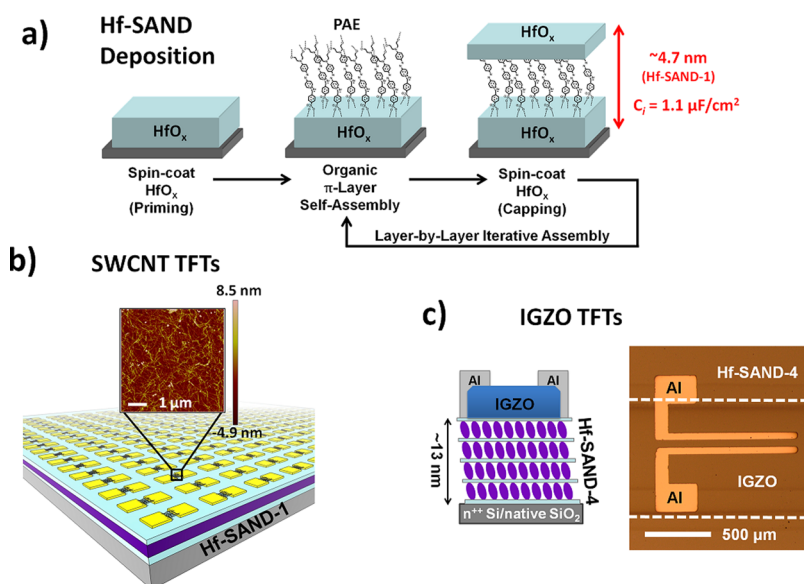 a)
Hf-SAND
Deposition
HfOx
Spin-coat
HfOx
(Priming)
PAE
HfOx
Organic
π-Layer
Self-Assembly
HfOx
HfOx
Spin-coat
HfOx
(Capping)
~4.7 nm
(Hf-SAND-1)
Ci = 1.1 µF/cm²
Layer-by-Layer Iterative Assembly
b)
SWCNT TFTs
8.5 nm
1 µm
-4.9 nm
Hf-SAND-1
c)
IGZO TFTs
Al
Al
IGZO
~13 nm
Hf-SAND-4
n++ Si/native SiO2
Hf-SAND-4
Al
IGZO
Al
500 µm